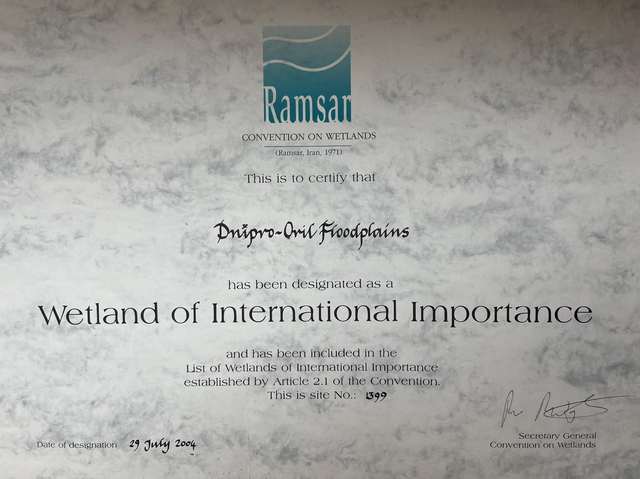 Ramsar
CONVENTION ON WETLANDS
(Ramsar, Iran, 1971)
This is to certify that
Dnipro-Oril Floodplains
has been designated as a
Wetland of International Importance
and has been included in the
List of Wetlands of International Importance
established by Article 2.1 of the Convention.
This is site No.: 1399
Date of designation 29 July 2004
Secretary General
Convention on Wetlands